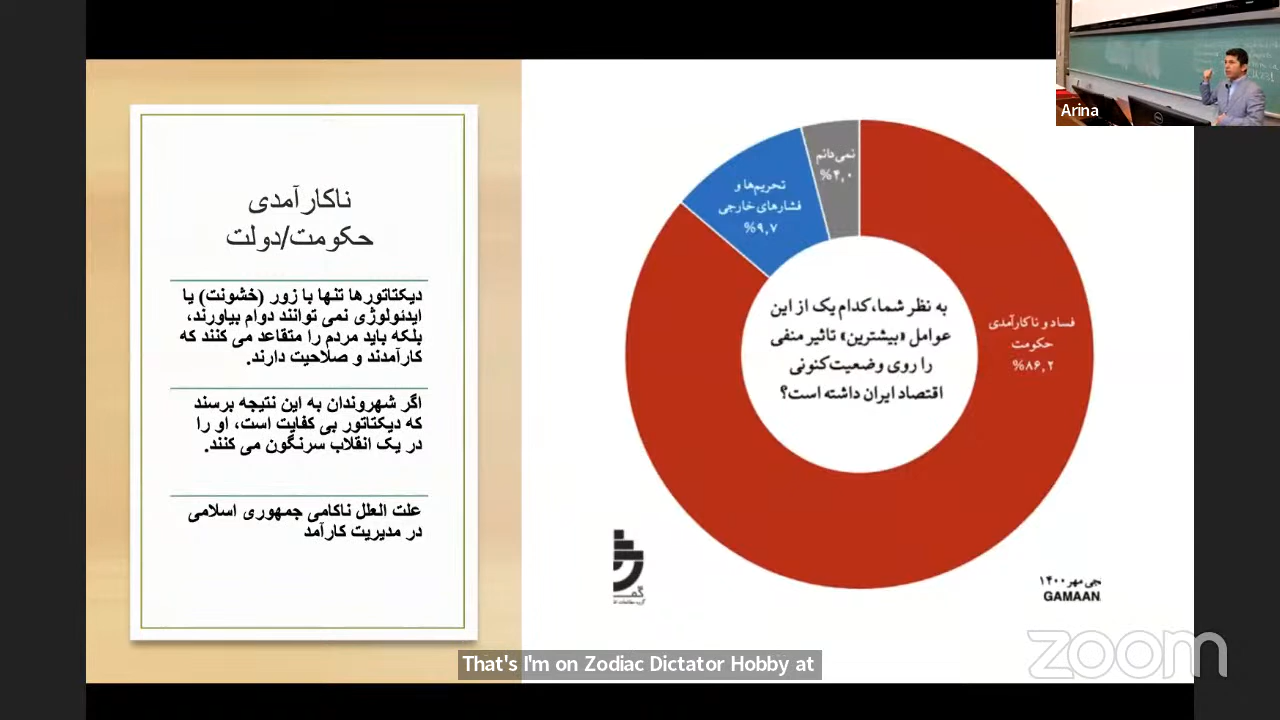 Arina
ناکارآمدی
حکومت/دولت
دیکتاتورها تنها با زور (خشونت) یا
ایدئولوژی نمی توانند دوام بیاورند،
بلکه باید مردم را متقاعد می کنند که
کارآمدند و صلاحیت دارند.
اگر شهروندان به این نتیجه برسند
که دیکتاتور بی کفایت است، او را
در یک انقلاب سرنگون می کنند.
علت العلل ناکامی جمهوری اسلامی
در مدیریت کارآمد
نمی‌دانم
%۴٫۰
تحریم‌ها و
فشارهای خارجی
%۹٫۷
فساد و ناکارآمدی
حکومت
%۸۶٫۲
به نظر شما، کدام یک از این
عوامل «بیشترین» تاثیر منفی
را روی وضعیت کنونی
اقتصاد ایران داشته است؟
مهر ۱۴۰۰
GAMAAN
zoom
That's I'm on Zodiac Dictator Hobby at